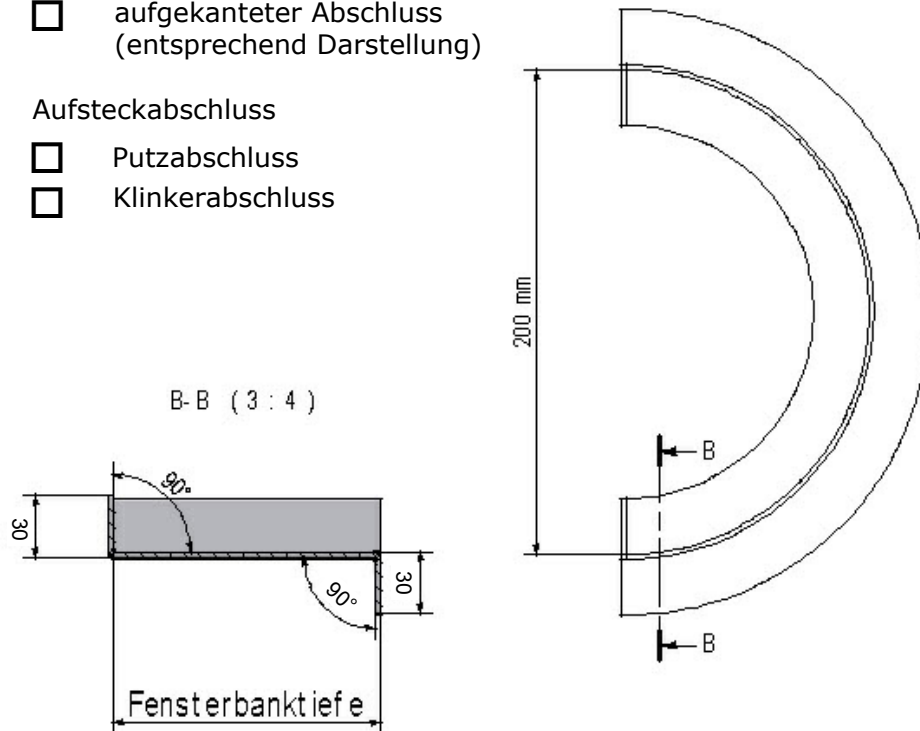 aufgekanteter Abschluss
(entsprechend Darstellung)
Aufsteckabschluss
Putzabschluss
Klinkerabschluss
200 mm
B-B (3:4)
B
B
90°
30
90°
30
Fensterbanktiefe